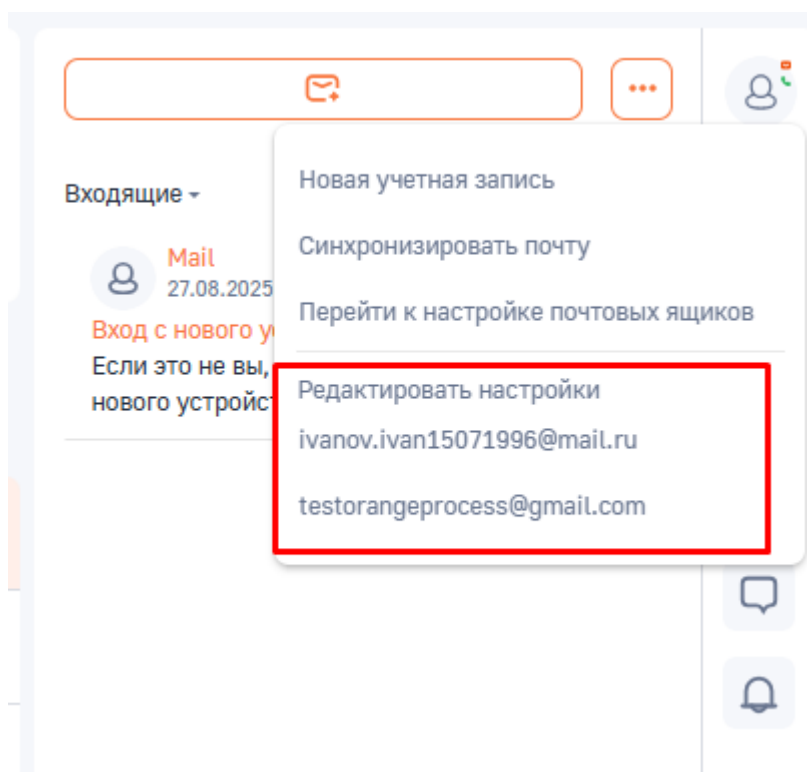 Входящие
Mail
27.08.2025
Вход с нового
Если это не вы,
нового
Новая учетная запись
Синхронизировать почту
Перейти к настройке почтовых ящиков
Редактировать настройки
ivanov.ivan15071996@mail.ru
testorangeprocess@gmail.com